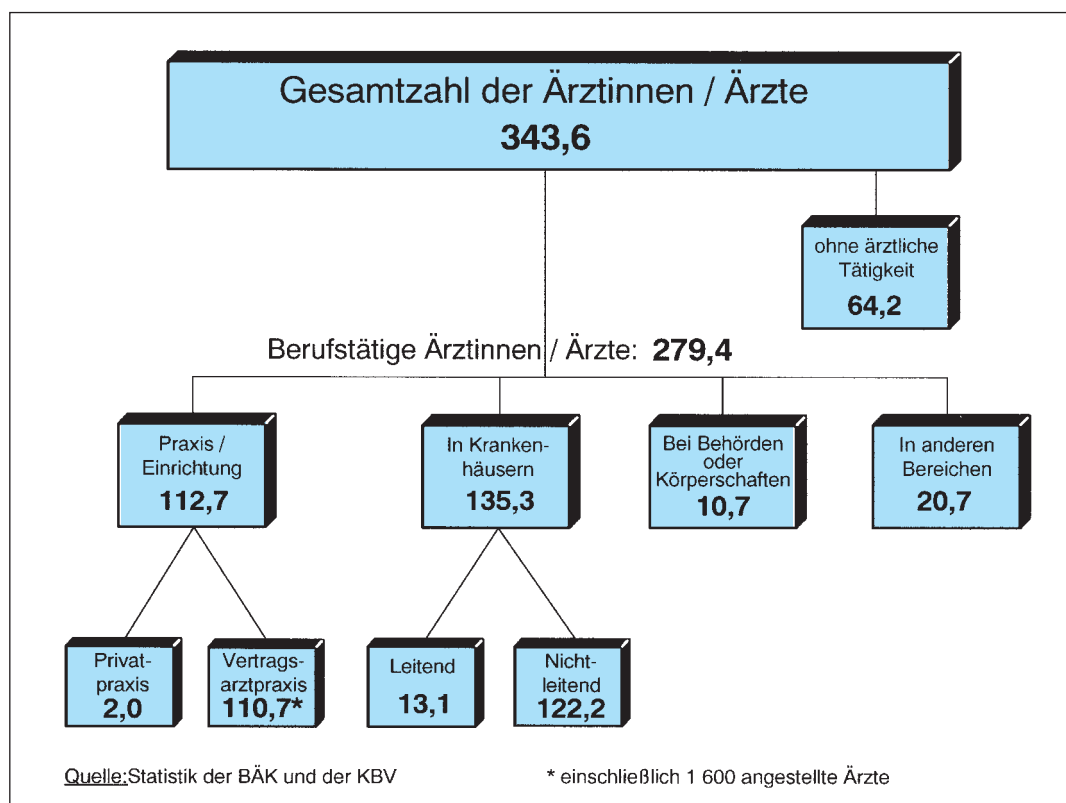 Gesamtzahl der Ärztinnen / Ärzte
343,6
ohne ärztliche
Tätigkeit
64,2
Berufstätige Ärztinnen / Ärzte: 279,4
Praxis /
Einrichtung
112,7
In Kranken-
häusern
135,3
Bei Behörden
oder
Körperschaften
10,7
In anderen
Bereichen
20,7
Privat-
praxis
2,0
Vertrags-
arztpraxis
110,7*
Leitend
13,1
Nicht-
leitend
122,2
Quelle:Statistik der BÄK und der KBV
* einschließlich 1 600 angestellte Ärzte